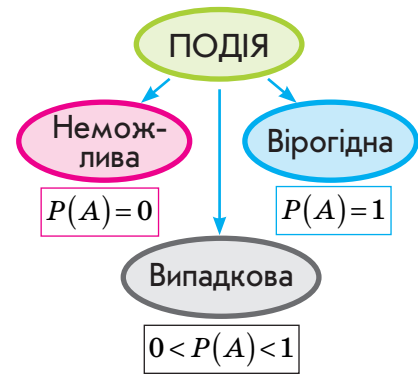 ПОДІЯ
Немож-
лива
Вірогідна
P(A)=0
P(A)=1
Випадкова
0<P(A)<1